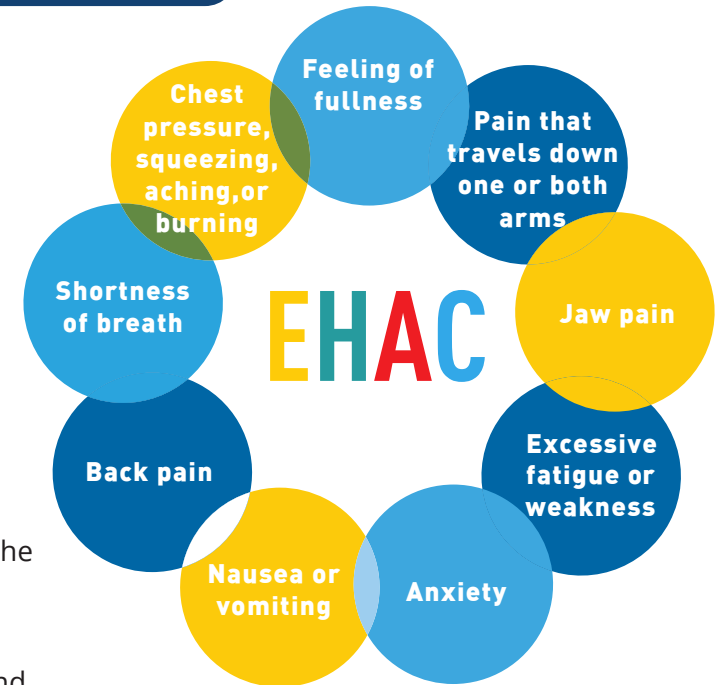 Feeling of
fullness
Pain that
travels down
one or both
arms
Jaw pain
Excessive
fatigue or
weakness
Anxiety
Nausea or
vomiting
Back pain
Shortness
of breath
Chest
pressure,
squeezing,
aching,or
burning
EHAC